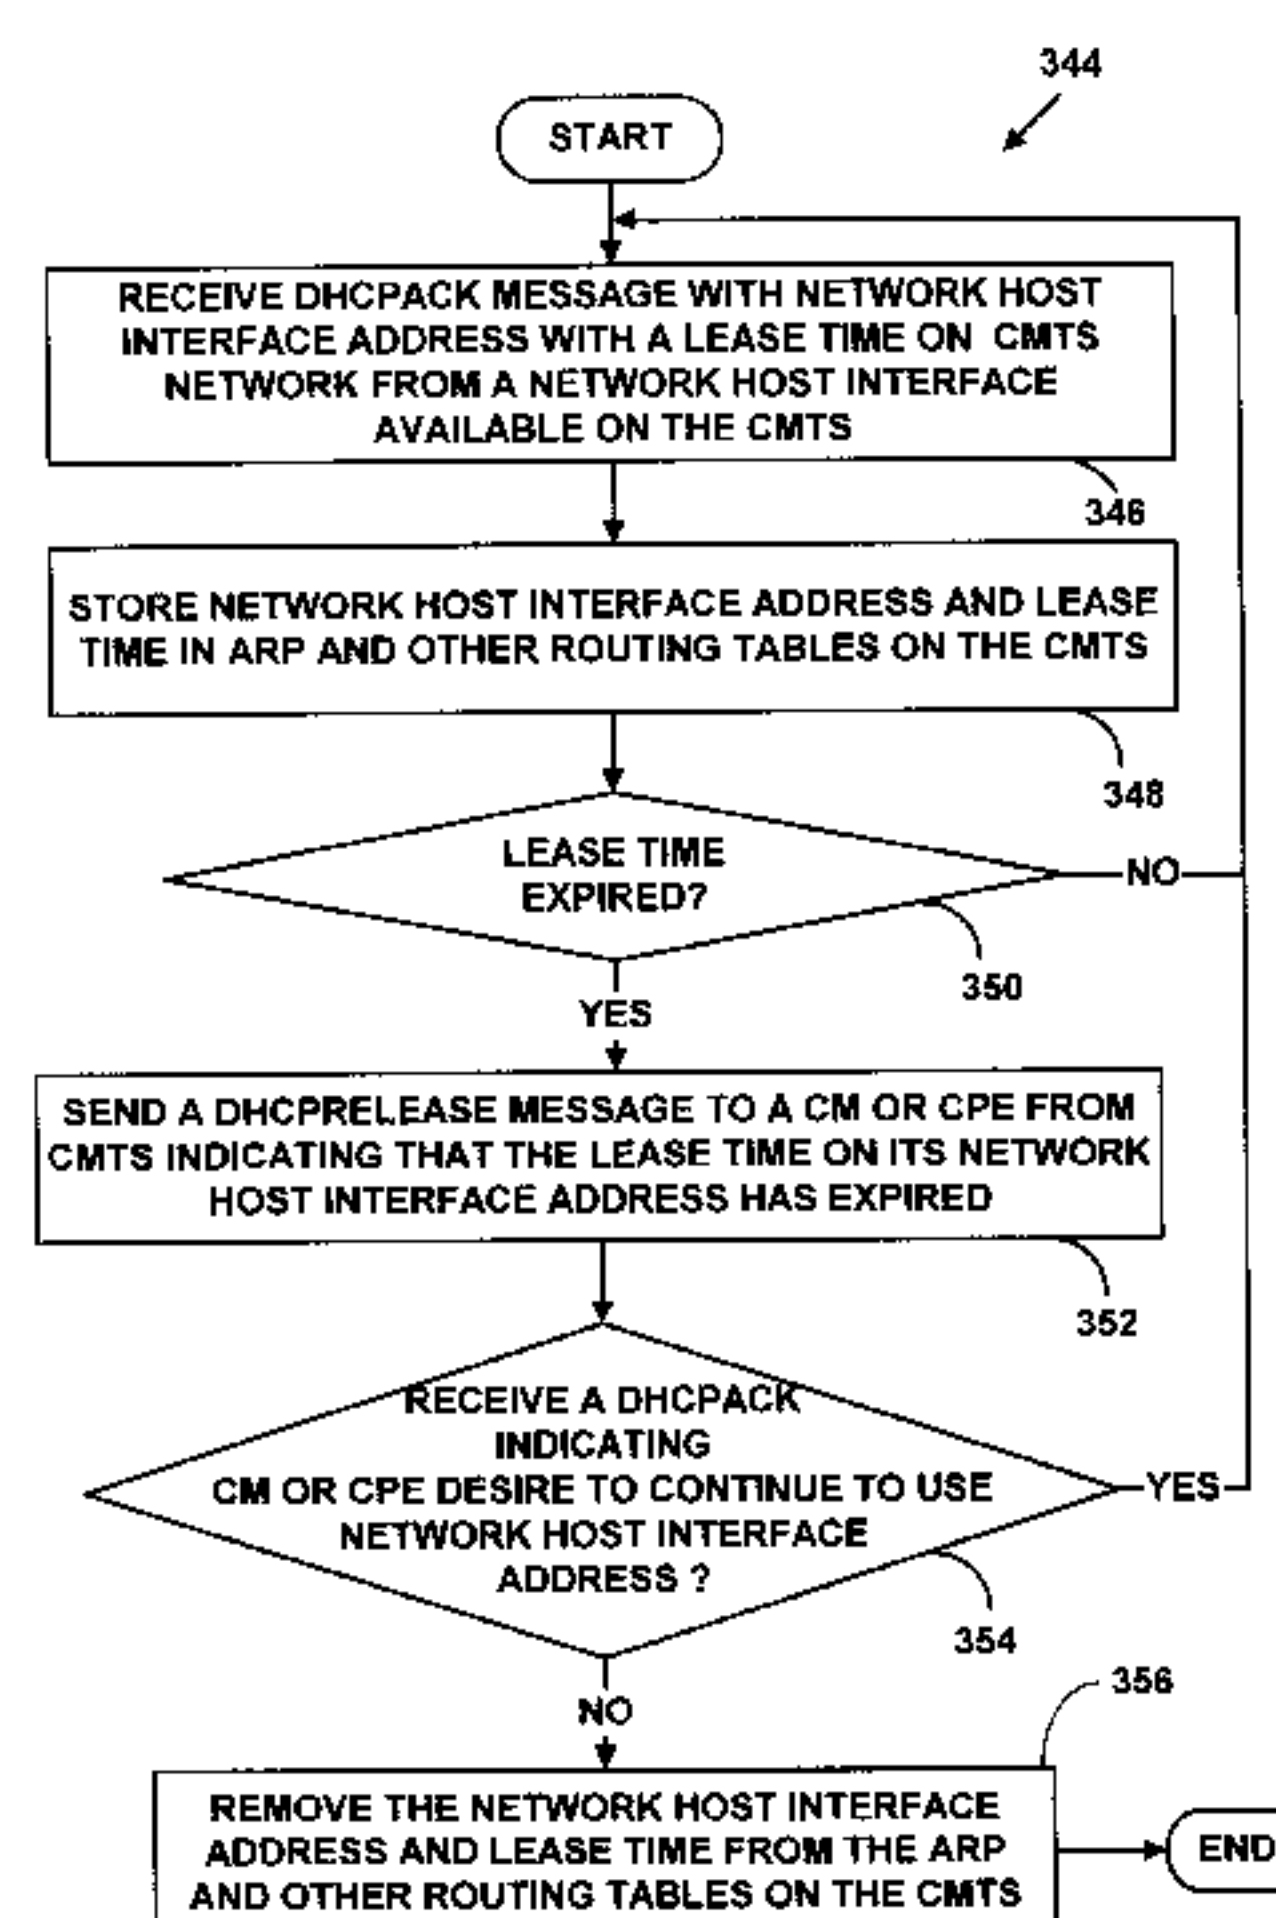 344
START
RECEIVE DHCPACK MESSAGE WITH NETWORK HOST
INTERFACE ADDRESS WITH A LEASE TIME ON CMTS
NETWORK FROM A NETWORK HOST INTERFACE
AVAILABLE ON THE CMTS
346
STORE NETWORK HOST INTERFACE ADDRESS AND LEASE
TIME IN ARP AND OTHER ROUTING TABLES ON THE CMTS
348
LEASE TIME
EXPIRED?
NO
350
YES
SEND A DHCPRELEASE MESSAGE TO A CM OR CPE FROM
CMTS INDICATING THAT THE LEASE TIME ON ITS NETWORK
HOST INTERFACE ADDRESS HAS EXPIRED
352
RECEIVE A DHCPACK
INDICATING
CM OR CPE DESIRE TO CONTINUE TO USE
NETWORK HOST INTERFACE
ADDRESS ?
YES
354
NO
356
REMOVE THE NETWORK HOST INTERFACE
ADDRESS AND LEASE TIME FROM THE ARP
AND OTHER ROUTING TABLES ON THE CMTS
END